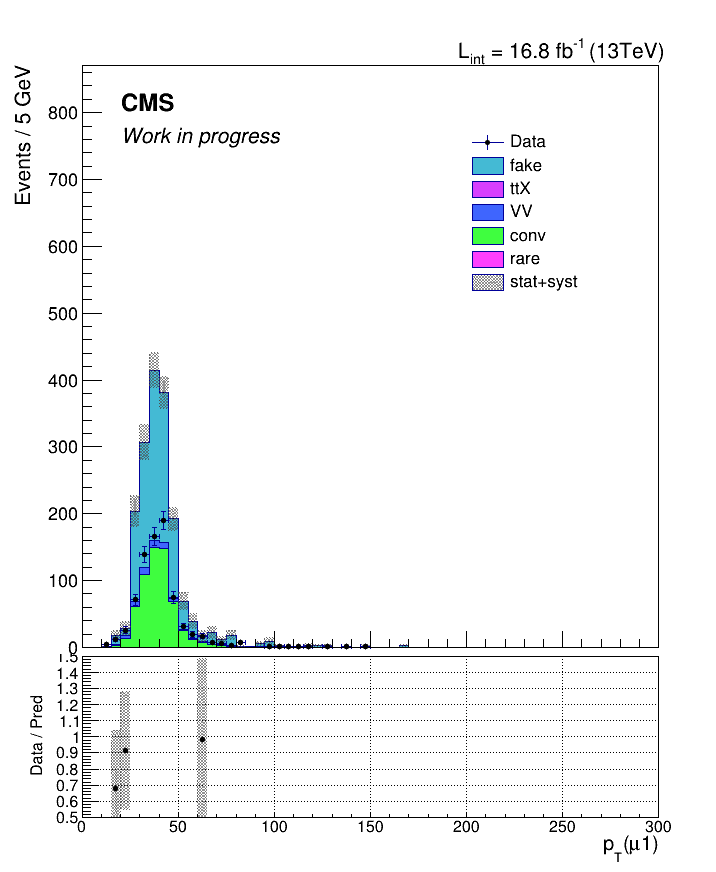 L_int = 16.8 fb^-1 (13TeV)
Events / 5 GeV
CMS
Work in progress
Data
fake
ttX
VV
conv
rare
stat+syst
800
700
600
500
400
300
200
100
0
Data / Pred
1.5
1.4
1.3
1.2
1.1
1
0.9
0.8
0.7
0.6
0.5
0 50 100 150 200 250 300
p_T(μ1)